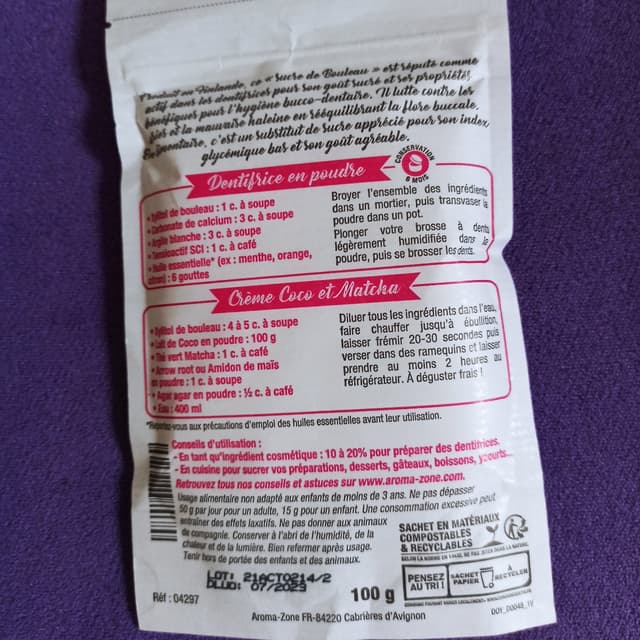 Produit en Finlande, ce « Sucre de Bouleau » est réputé comme
actif dans les dentifrices pour son goût sucré et ses propriétés
bénéfiques pour l'hygiène bucco-dentaire. Il lutte contre les
et la mauvaise haleine en rééquilibrant la flore buccale.
En alimentaire, c'est un substitut de sucre apprécié pour son index
glycémique bas et son goût agréable.
CONSERVATION
6 MOIS
Dentifrice en poudre
• Xylitol de bouleau : 1 c. à soupe
• Carbonate de calcium : 3 c. à soupe
• Argile blanche : 3 c. à soupe
• Tensioactif SCI : 1 c. à café
• Huile essentielle* (ex : menthe, orange,
citron) : 6 gouttes
Broyer l'ensemble des ingrédients
dans un mortier, puis transvaser la
poudre dans un pot.
Plonger votre brosse à dents
légèrement humidifiée dans la
poudre, puis se brosser les dents.
Crème Coco et Matcha
• Xylitol de bouleau : 4 à 5 c. à soupe
• Lait de Coco en poudre : 100 g
• Thé vert Matcha : 1 c. à café
• Arrow root ou Amidon de maïs
en poudre : 1 c. à soupe
• Agar agar en poudre : ½ c. à café
• Eau : 400 ml
Diluer tous les ingrédients dans l'eau,
faire chauffer jusqu'à ébullition,
laisser frémir 20-30 secondes puis
verser dans des ramequins et laisser
prendre au moins 2 heures au
réfrigérateur. À déguster frais !
*Reportez-vous aux précautions d'emploi des huiles essentielles avant leur utilisation.
Conseils d'utilisation :
- En tant qu'ingrédient cosmétique : 10 à 20% pour préparer des dentifrices.
- En cuisine pour sucrer vos préparations, desserts, gâteaux, boissons, yaourts...
Retrouvez tous nos conseils et astuces sur www.aroma-zone.com.
Usage alimentaire non adapté aux enfants de moins de 3 ans. Ne pas dépasser
50 g par jour pour un adulte, 15 g pour un enfant. Une consommation excessive peut
entraîner des effets laxatifs. Ne pas donner aux animaux
de compagnie. Conserver à l'abri de l'humidité, de la
chaleur et de la lumière. Bien refermer après usage.
Tenir hors de portée des enfants et des animaux.
SACHET EN MATÉRIAUX
COMPOSTABLES
& RECYCLABLES
PENSEZ
AU TRI !
SACHET
PAPIER
À
RECYCLER
LOT: 21ACT0214/2
DLUO: 07/2023
100 g
Réf : 04297
Aroma-Zone FR-84220 Cabrières d'Avignon
DOY_D0048_1V